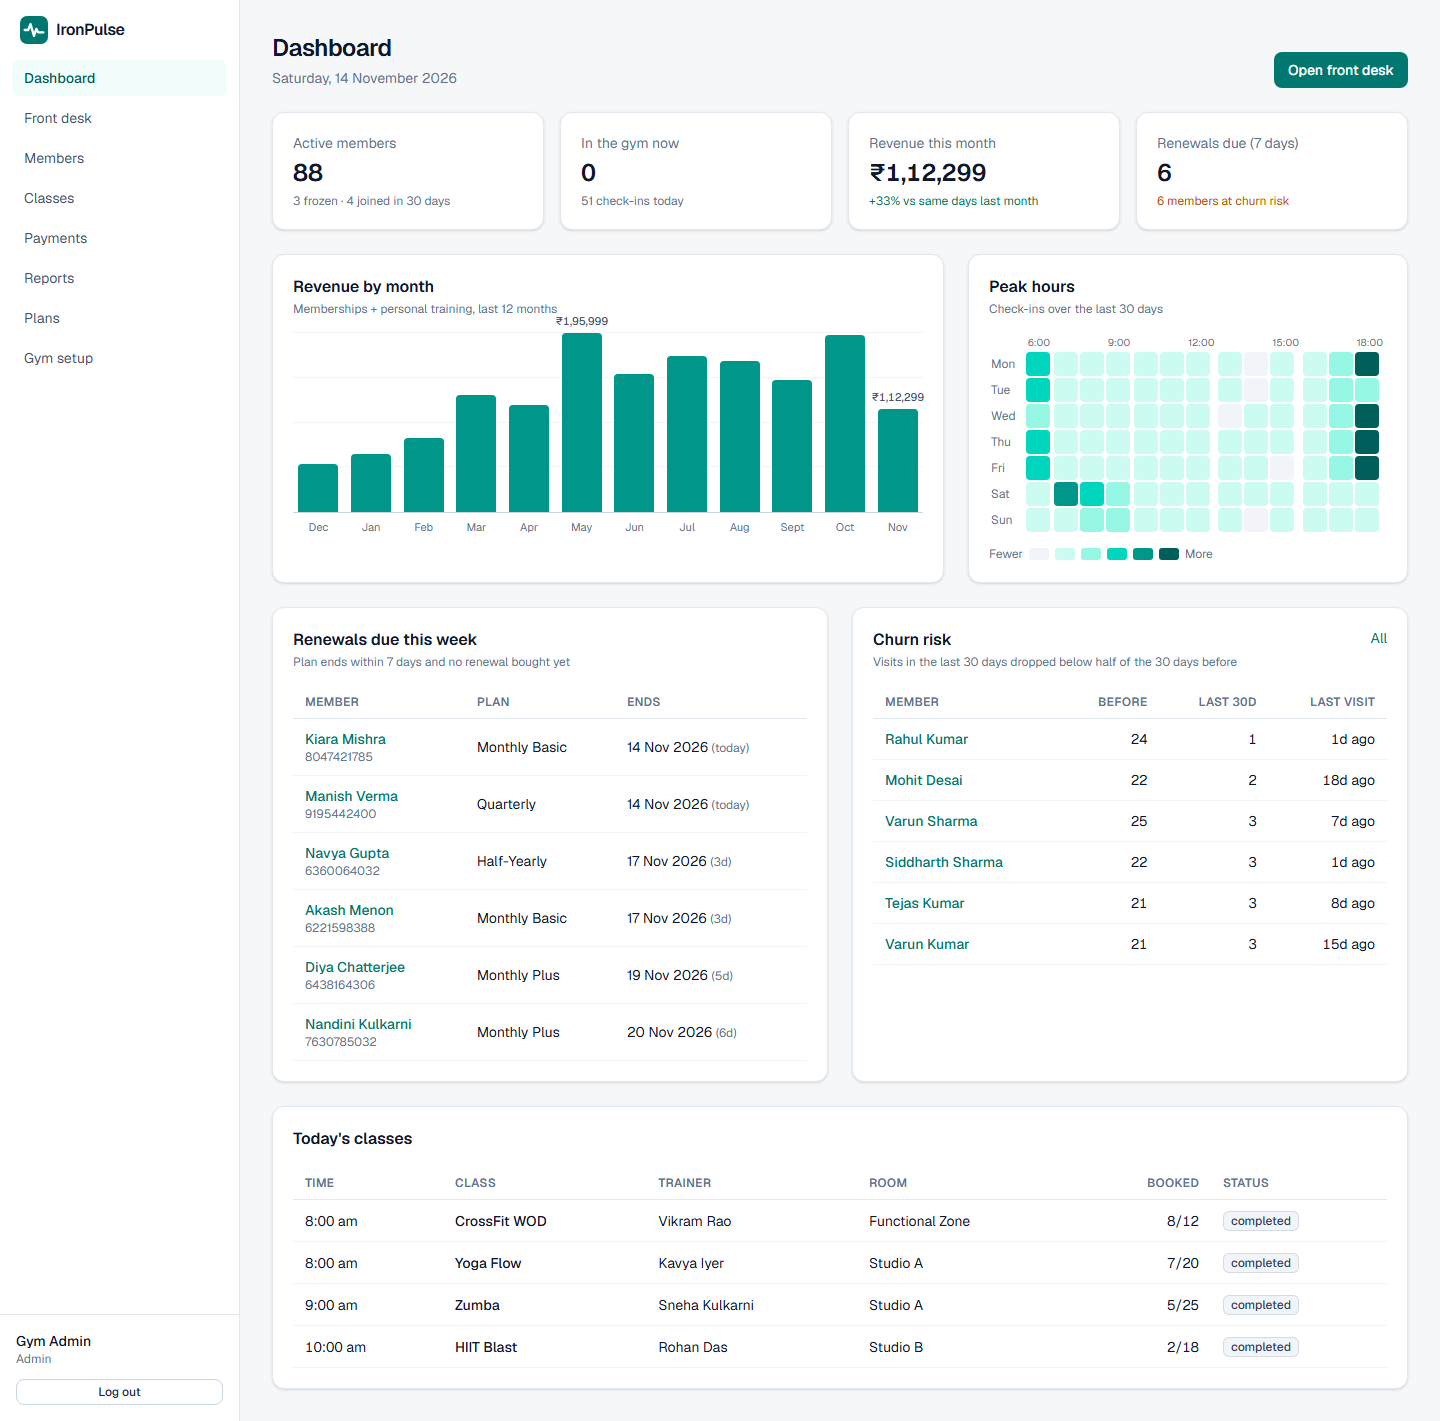 IronPulse
Dashboard
Front desk
Members
Classes
Payments
Reports
Plans
Gym setup
Gym Admin
Admin
Log out
Dashboard
Saturday, 14 November 2026
Open front desk
Active members
88
3 frozen · 4 joined in 30 days
In the gym now
0
51 check-ins today
Revenue this month
₹1,12,299
+33% vs same days last month
Renewals due (7 days)
6
6 members at churn risk
Revenue by month
Memberships + personal training, last 12 months
₹1,95,999
₹1,12,299
Dec Jan Feb Mar Apr May Jun Jul Aug Sept Oct Nov
Peak hours
Check-ins over the last 30 days
6:00 9:00 12:00 15:00 18:00
Mon
Tue
Wed
Thu
Fri
Sat
Sun
Fewer More
Renewals due this week
Plan ends within 7 days and no renewal bought yet
MEMBER PLAN ENDS
Kiara Mishra
8047421785
Monthly Basic 14 Nov 2026 (today)
Manish Verma
9195442400
Quarterly 14 Nov 2026 (today)
Navya Gupta
6360064032
Half-Yearly 17 Nov 2026 (3d)
Akash Menon
6221598388
Monthly Basic 17 Nov 2026 (3d)
Diya Chatterjee
6438164306
Monthly Plus 19 Nov 2026 (5d)
Nandini Kulkarni
7630785032
Monthly Plus 20 Nov 2026 (6d)
Churn risk
All
Visits in the last 30 days dropped below half of the 30 days before
MEMBER BEFORE LAST 30D LAST VISIT
Rahul Kumar 24 1 1d ago
Mohit Desai 22 2 18d ago
Varun Sharma 25 3 7d ago
Siddharth Sharma 22 3 1d ago
Tejas Kumar 21 3 8d ago
Varun Kumar 21 3 15d ago
Today's classes
TIME CLASS TRAINER ROOM BOOKED STATUS
8:00 am CrossFit WOD Vikram Rao Functional Zone 8/12 completed
8:00 am Yoga Flow Kavya Iyer Studio A 7/20 completed
9:00 am Zumba Sneha Kulkarni Studio A 5/25 completed
10:00 am HIIT Blast Rohan Das Studio B 2/18 completed